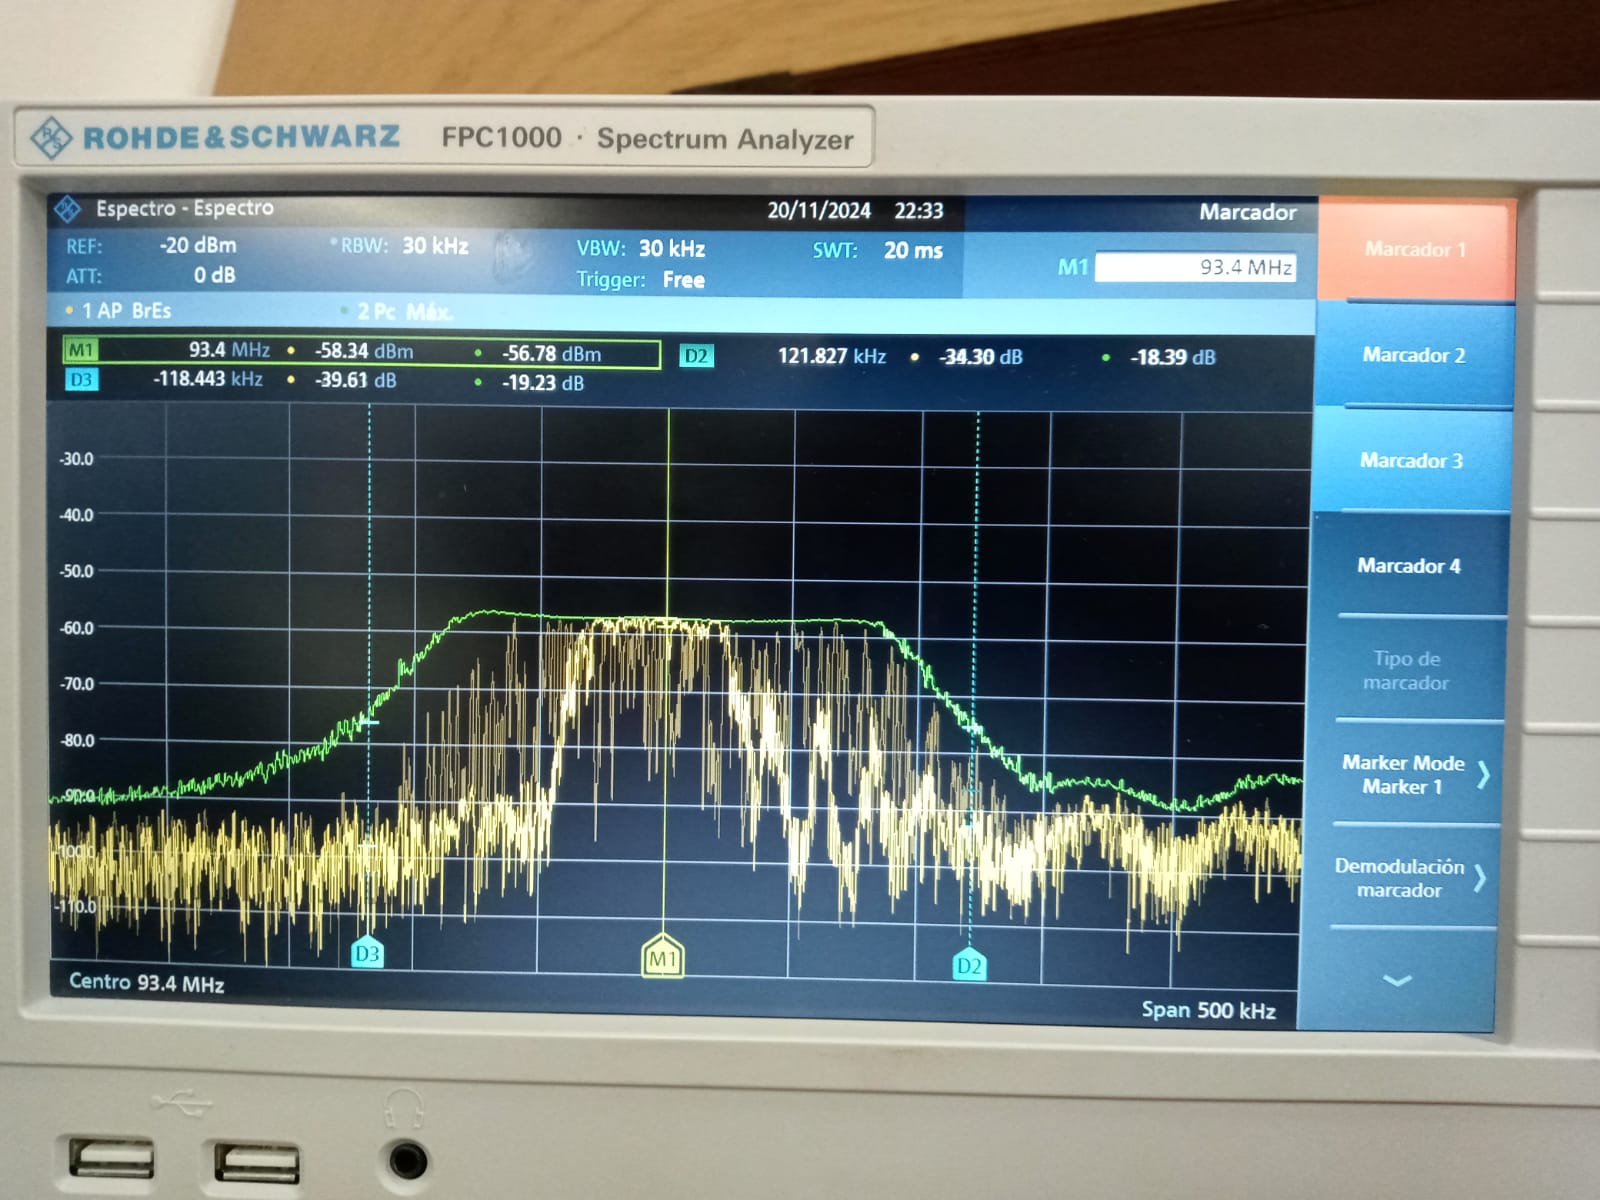 ROHDE&SCHWARZ FPC1000 · Spectrum Analyzer
Espectro - Espectro 20/11/2024 22:33 Marcador
REF: -20 dBm *RBW: 30 kHz VBW: 30 kHz SWT: 20 ms
ATT: 0 dB Trigger: Free M1 93.4 MHz
1 AP BrEs 2 Pc Máx.
M1 93.4 MHz -58.34 dBm -56.78 dBm D2 121.827 kHz -34.30 dB -18.39 dB
D3 -118.443 kHz -39.61 dB -19.23 dB
-30.0
-40.0
-50.0
-60.0
-70.0
-80.0
-90.0
-100.0
-110.0
D3 M1 D2
Centro 93.4 MHz Span 500 kHz
Marcador 1
Marcador 2
Marcador 3
Marcador 4
Tipo de
marcador
Marker Mode
Marker 1
Demodulación
marcador